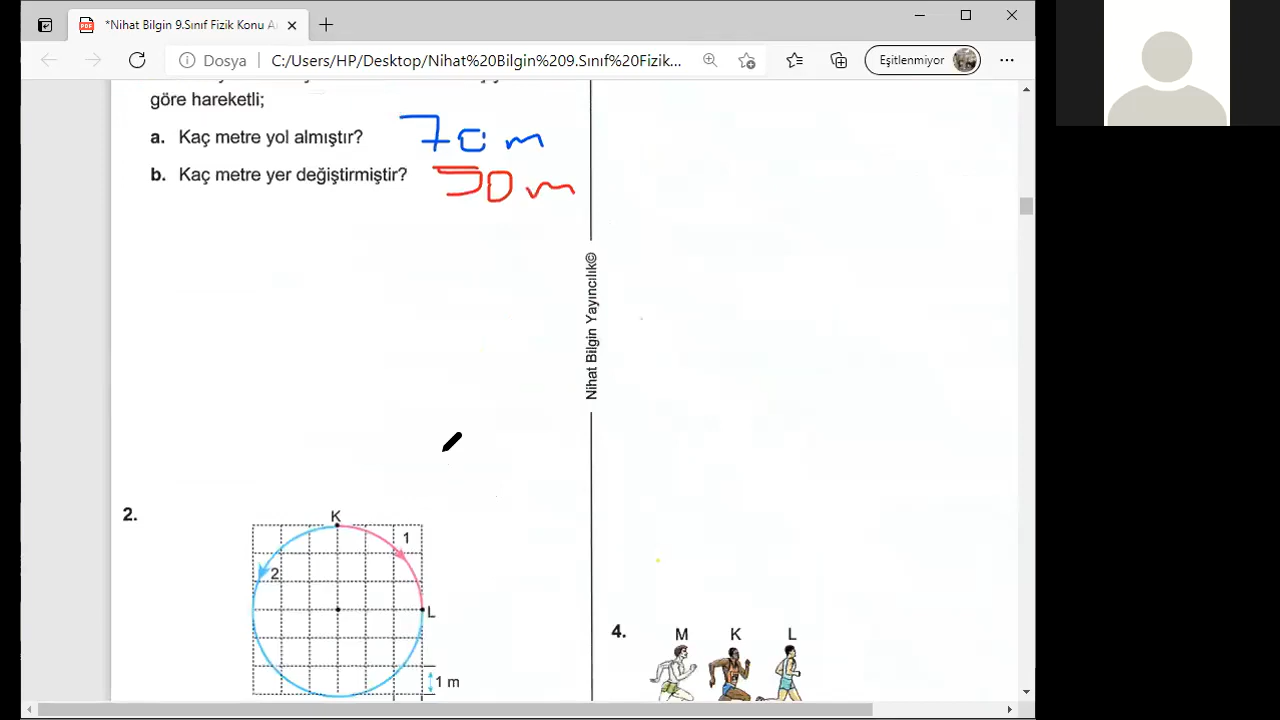 *Nihat Bilgin 9.Sınıf Fizik Konu A
Dosya
C:/Users/HP/Desktop/Nihat%20Bilgin%209.Sınıf%20Fizik...
Eşitlenmiyor
göre hareketli;
a. Kaç metre yol almıştır? 70 m
b. Kaç metre yer değiştirmiştir? 50 m
Nihat Bilgin Yayıncılık©
2.
K
1
2
L
1 m
4.
M K L